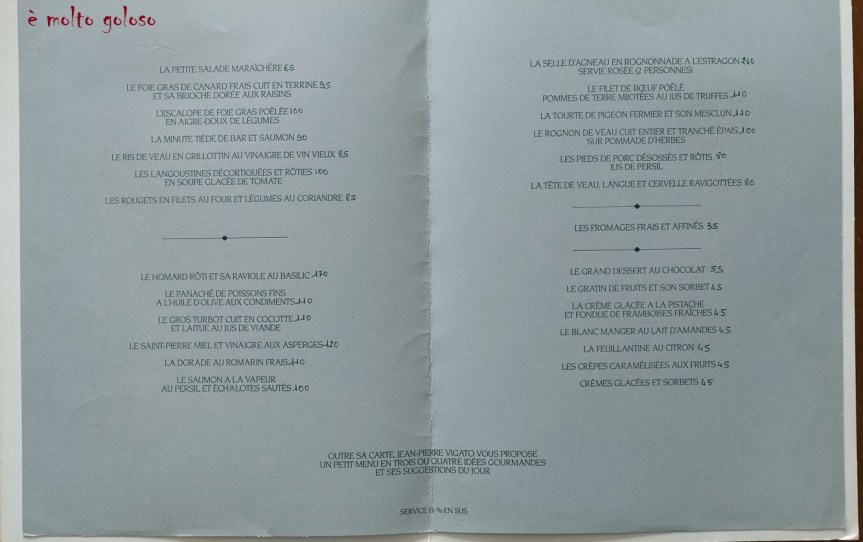 è molto goloso
LA PETITE SALADE MARAÎCHÈRE 65
LE FOIE GRAS DE CANARD FRAIS CUIT EN TERRINE 95
ET SA BRIOCHE DORÉE AUX RAISINS
L'ESCALOPE DE FOIE GRAS POÊLÉE 100
EN AIGRE-DOUX DE LÉGUMES
LA MINUTE TIÈDE DE BAR ET SAUMON 90
LE RIS DE VEAU EN GRILLOTTIN AU VINAIGRE DE VIN VIEUX 85
LES LANGOUSTINES DÉCORTIQUÉES ET RÔTIES 100
EN SOUPE GLACÉE DE TOMATE
LES ROUGETS EN FILETS AU FOUR ET LÉGUMES AU CORIANDRE 85
LE HOMARD RÔTI ET SA RAVIOLE AU BASILIC 170
LE PANACHÉ DE POISSONS FINS
A L'HUILE D'OLIVE AUX CONDIMENTS 110
LE GROS TURBOT CUIT EN COCOTTE 110
ET LAITUE AU JUS DE VIANDE
LE SAINT-PIERRE MIEL ET VINAIGRE AUX ASPERGES 120
LA DORADE AU ROMARIN FRAIS 110
LE SAUMON A LA VAPEUR
AU PERSIL ET ÉCHALOTES SAUTÉS 100
LA SELLE D'AGNEAU EN ROGNONNADE A L'ESTRAGON 240
SERVIE ROSÉE (2 PERSONNES)
LE FILET DE BŒUF POÊLÉ
POMMES DE TERRE MIJOTÉES AU JUS DE TRUFFES 110
LA TOURTE DE PIGEON FERMIER ET SON MESCLUN 110
LE ROGNON DE VEAU CUIT ENTIER ET TRANCHÉ ÉPAIS 100
SUR POMMADE D'HERBES
LES PIEDS DE PORC DÉSOSSÉS ET RÔTIS 80
JUS DE PERSIL
LA TÊTE DE VEAU, LANGUE ET CERVELLE RAVIGOTTÉES 80
LES FROMAGES FRAIS ET AFFINÉS 35
LE GRAND DESSERT AU CHOCOLAT 55
LE GRATIN DE FRUITS ET SON SORBET 45
LA CRÈME GLACÉE A LA PISTACHE
ET FONDUE DE FRAMBOISES FRAÎCHES 45
LE BLANC MANGER AU LAIT D'AMANDES 45
LA FEUILLANTINE AU CITRON 45
LES CRÊPES CARAMÉLISÉES AUX FRUITS 45
CRÈMES GLACÉES ET SORBETS 45
OUTRE SA CARTE, JEAN-PIERRE VIGATO VOUS PROPOSE
UN PETIT MENU EN TROIS OU QUATRE IDÉES GOURMANDES
ET SES SUGGESTIONS DU JOUR
SERVICE 15 % EN SUS